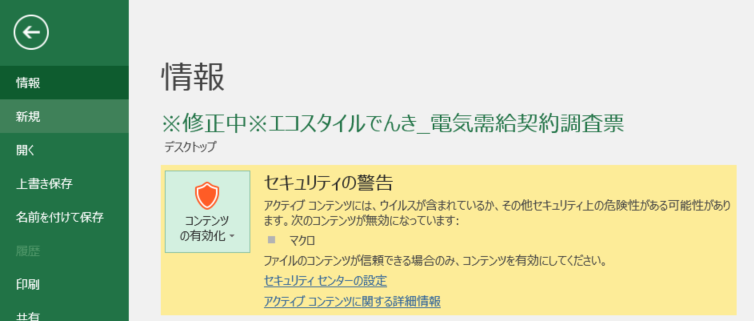 情報
情報
新規
※修正中※エコスタイルでんき_電気需給契約調査票
開く
デスクトップ
上書き保存
名前を付けて保存
履歴
印刷
共有
コンテンツ
の有効化
セキュリティの警告
アクティブ コンテンツには、ウイルスが含まれているか、その他セキュリティ上の危険性がある可能性があり
ます。次のコンテンツが無効になっています:
マクロ
ファイルのコンテンツが信頼できる場合のみ、コンテンツを有効にしてください。
セキュリティ センターの設定
アクティブ コンテンツに関する詳細情報